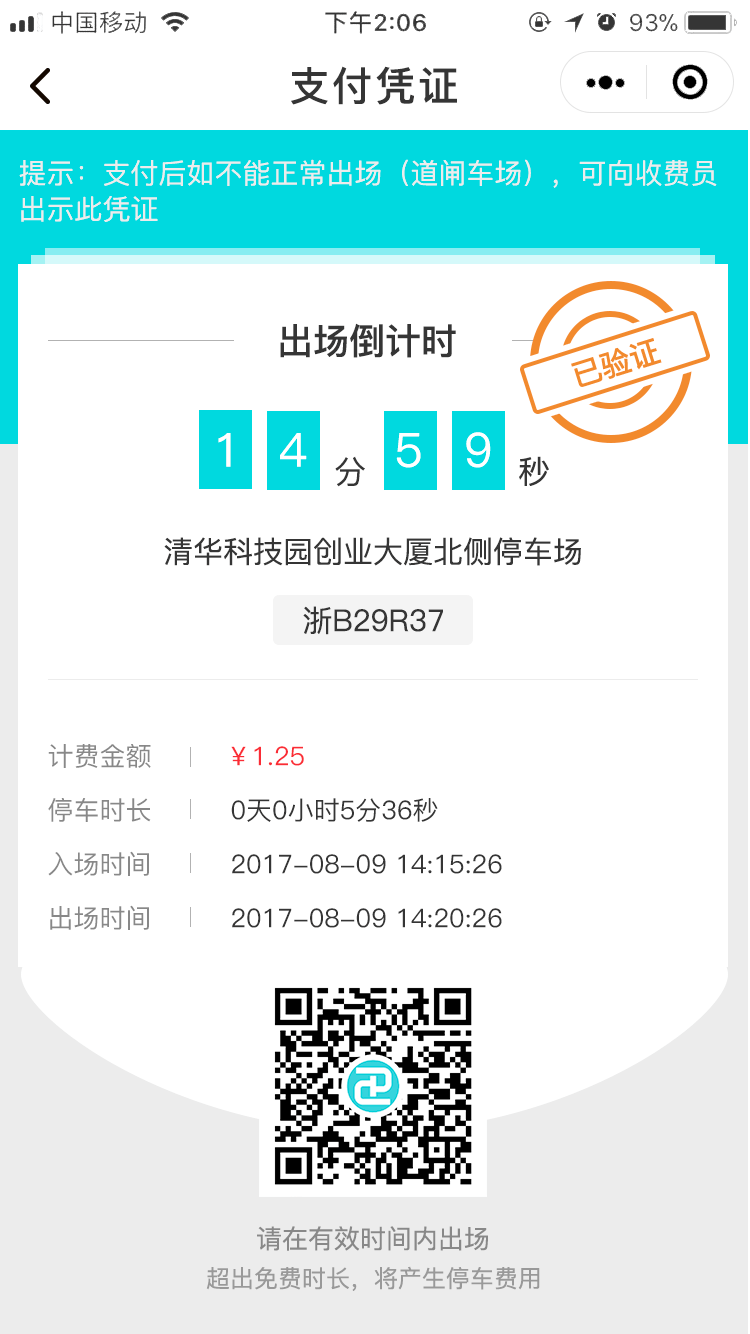 中国移动 下午2:06 93%
支付凭证
提示：支付后如不能正常出场（道闸车场），可向收费员
出示此凭证
出场倒计时
已验证
14分59秒
清华科技园创业大厦北侧停车场
浙B29R37
计费金额 ¥ 1.25
停车时长 0天0小时5分36秒
入场时间 2017-08-09 14:15:26
出场时间 2017-08-09 14:20:26
请在有效时间内出场
超出免费时长，将产生停车费用